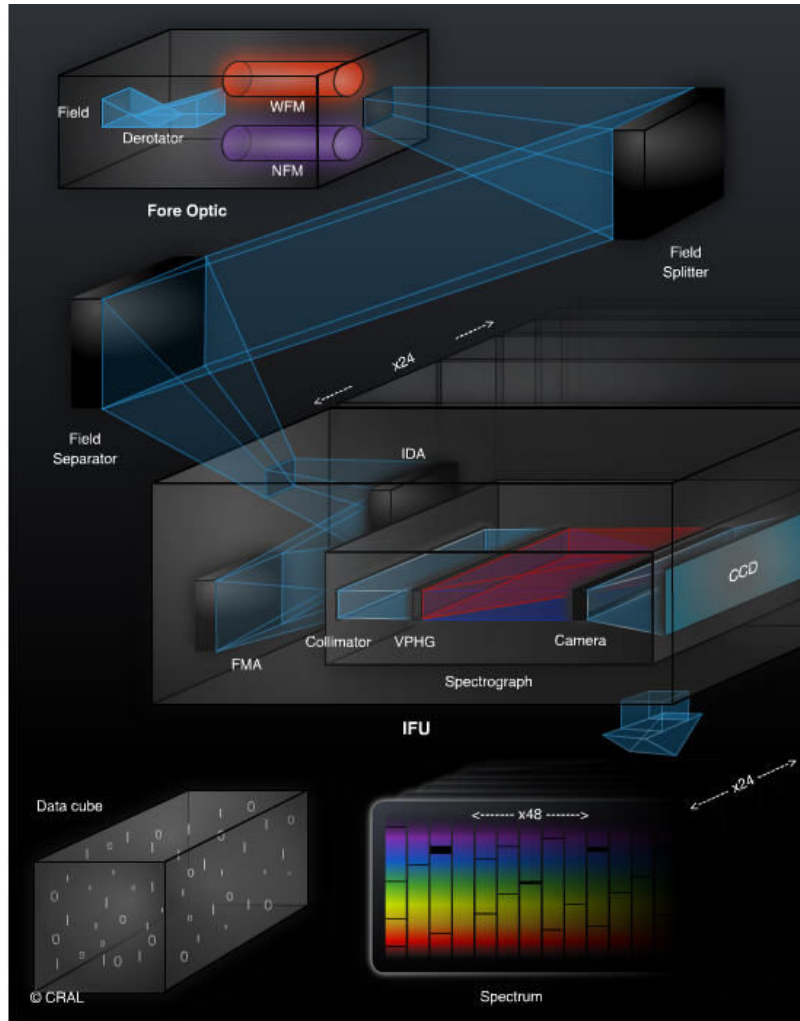 Field
Derotator
WFM
NFM
Fore Optic
Field
Splitter
x24
Field
Separator
IDA
CCD
Collimator
VPHG
Camera
FMA
Spectrograph
IFU
Data cube
x24
x48
Spectrum
© CRAL